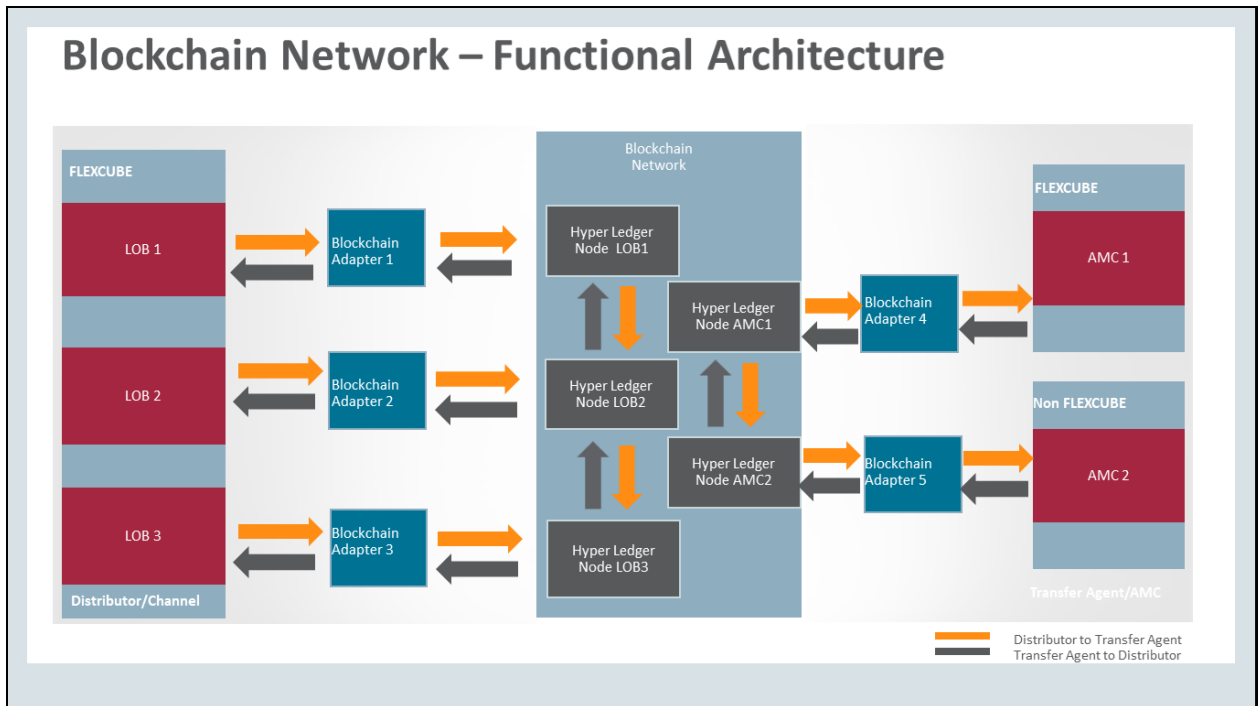 Blockchain Network – Functional Architecture
FLEXCUBE
LOB 1
LOB 2
LOB 3
Distributor/Channel
Blockchain
Adapter 1
Blockchain
Adapter 2
Blockchain
Adapter 3
Blockchain
Network
Hyper Ledger
Node LOB1
Hyper Ledger
Node AMC1
Hyper Ledger
Node LOB2
Hyper Ledger
Node AMC2
Hyper Ledger
Node LOB3
Blockchain
Adapter 4
Blockchain
Adapter 5
FLEXCUBE
AMC 1
Non FLEXCUBE
AMC 2
Transfer Agent/AMC
Distributor to Transfer Agent
Transfer Agent to Distributor